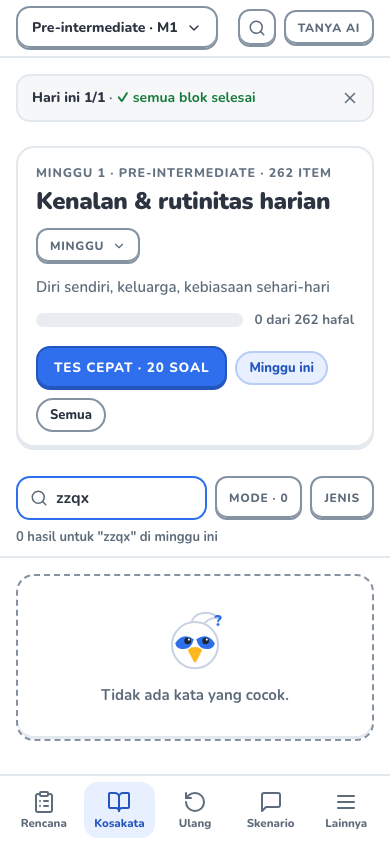 Pre-intermediate · M1
TANYA AI
Hari ini 1/1 · ✓ semua blok selesai
MINGGU 1 · PRE-INTERMEDIATE · 262 ITEM
Kenalan & rutinitas harian
MINGGU
Diri sendiri, keluarga, kebiasaan sehari-hari
0 dari 262 hafal
TES CEPAT · 20 SOAL
Minggu ini
Semua
zzqx
MODE · 0
JENIS
0 hasil untuk "zzqx" di minggu ini
?
Tidak ada kata yang cocok.
Rencana
Kosakata
Ulang
Skenario
Lainnya